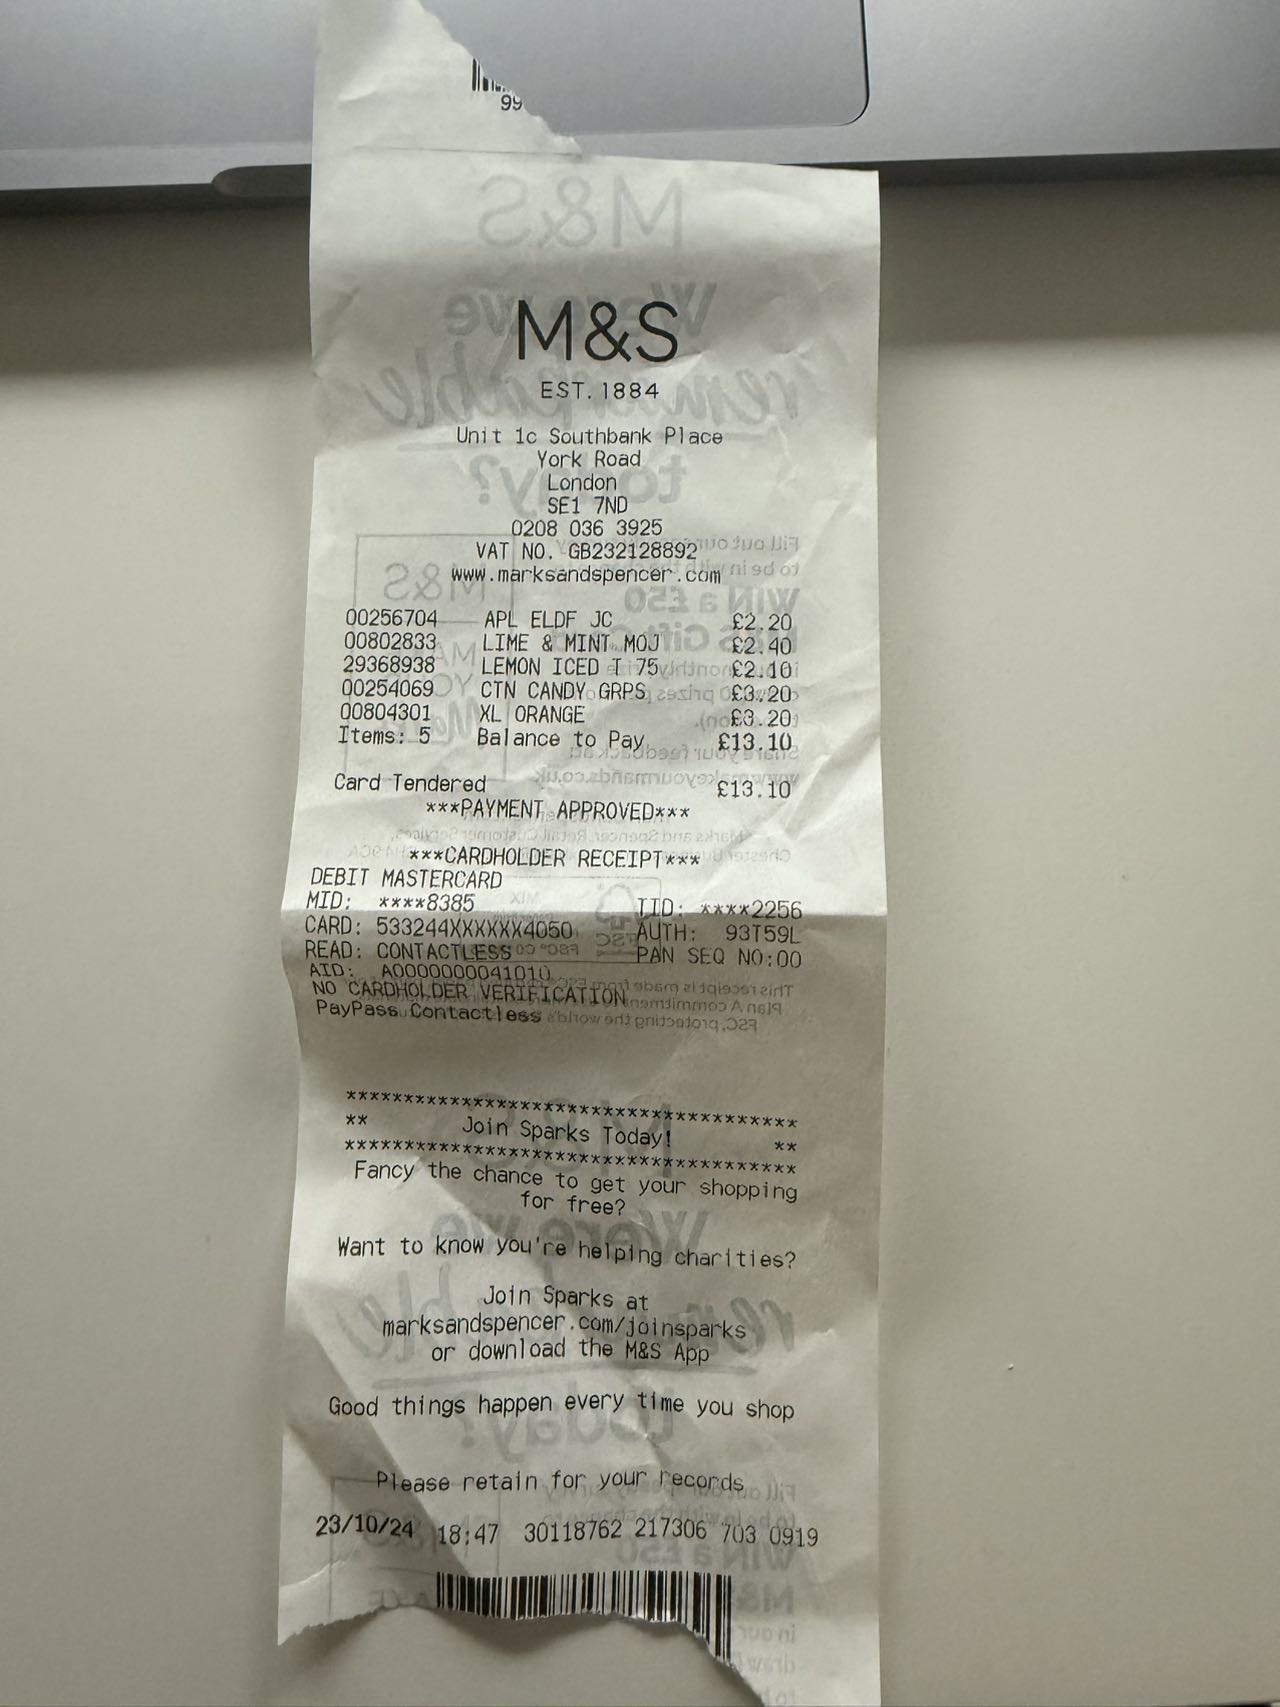 99
M&S
EST. 1884
Unit 1c Southbank Place
York Road
London
SE1 7ND
0208 036 3925
VAT NO. GB232128892
www.marksandspencer.com
00256704 APL ELDF JC £2.20
00802833 LIME & MINT MOJ £2.40
29368938 LEMON ICED T 75 £2.10
00254069 CTN CANDY GRPS £3.20
00804301 XL ORANGE £3.20
Items: 5 Balance to Pay £13.10
Card Tendered £13.10
***PAYMENT APPROVED***
***CARDHOLDER RECEIPT***
DEBIT MASTERCARD
MID: ****8385 TID: ****2256
CARD: 533244XXXXXX4050 AUTH: 93T59L
READ: CONTACTLESS PAN SEQ NO:00
AID: A0000000041010
NO CARDHOLDER VERIFICATION
PayPass Contactless
***************************************
** Join Sparks Today! **
***************************************
Fancy the chance to get your shopping
for free?
Want to know you're helping charities?
Join Sparks at
marksandspencer.com/joinsparks
or download the M&S App
Good things happen every time you shop
Please retain for your records
23/10/24 18:47 30118762 217306 703 0919